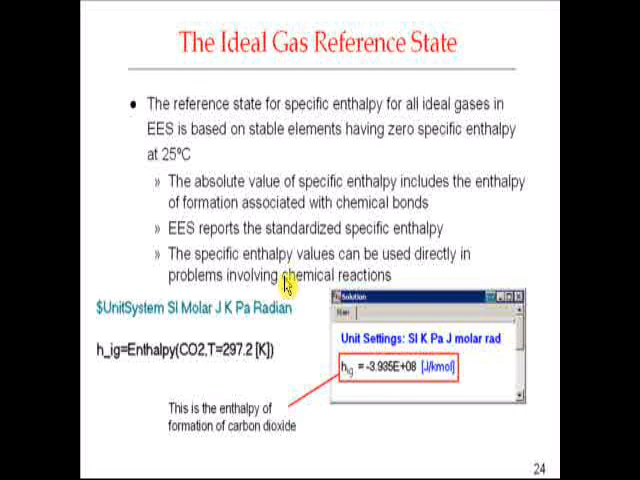 The Ideal Gas Reference State
● The reference state for specific enthalpy for all ideal gases in
EES is based on stable elements having zero specific enthalpy
at 25ºC
» The absolute value of specific enthalpy includes the enthalpy
of formation associated with chemical bonds
» EES reports the standardized specific enthalpy
» The specific enthalpy values can be used directly in
problems involving chemical reactions
$UnitSystem SI Molar J K Pa Radian
h_ig=Enthalpy(CO2,T=297.2 [K])
Solution
Main
Unit Settings: SI K Pa J molar rad
hig = -3.935E+08 [J/kmol]
This is the enthalpy of
formation of carbon dioxide
24